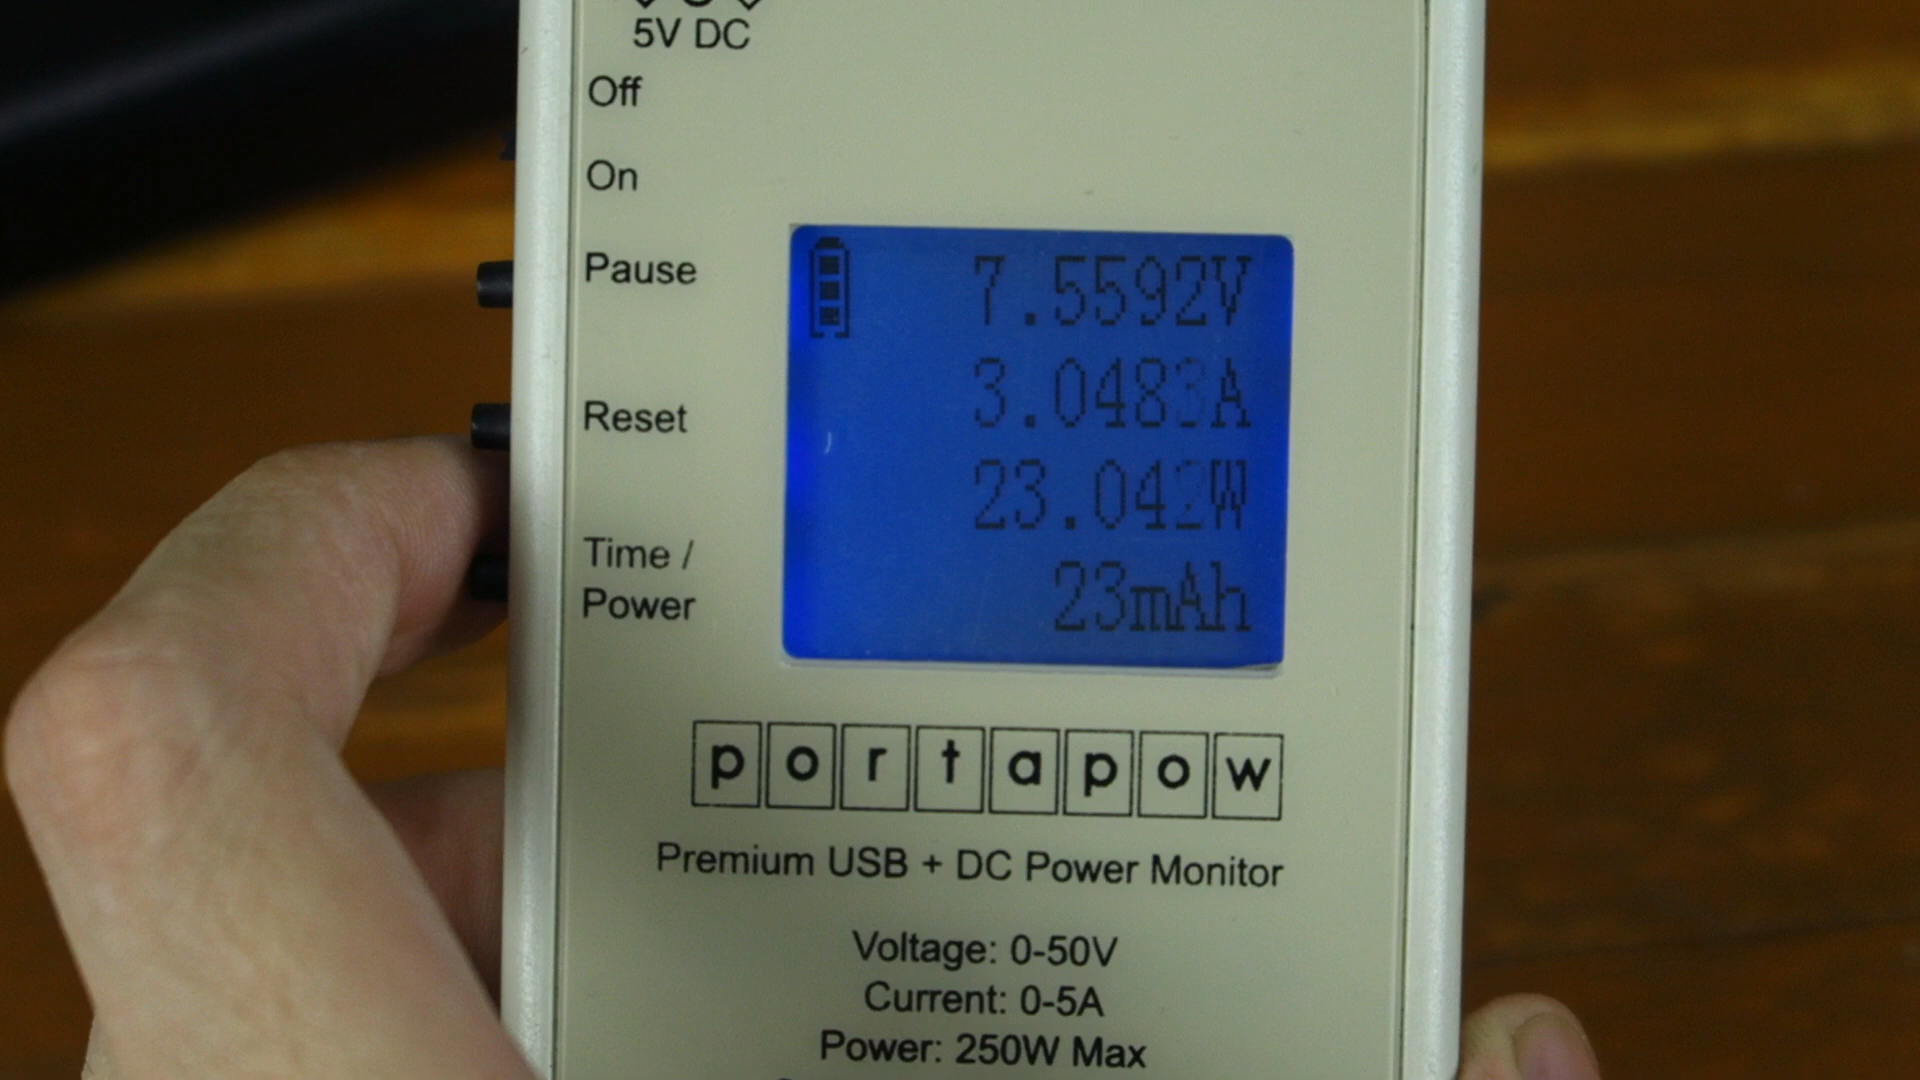 5V DC
Off
On
Pause
Reset
Time /
Power
7.5592V
3.0483A
23.042W
23mAh
portapow
Premium USB + DC Power Monitor
Voltage: 0-50V
Current: 0-5A
Power: 250W Max